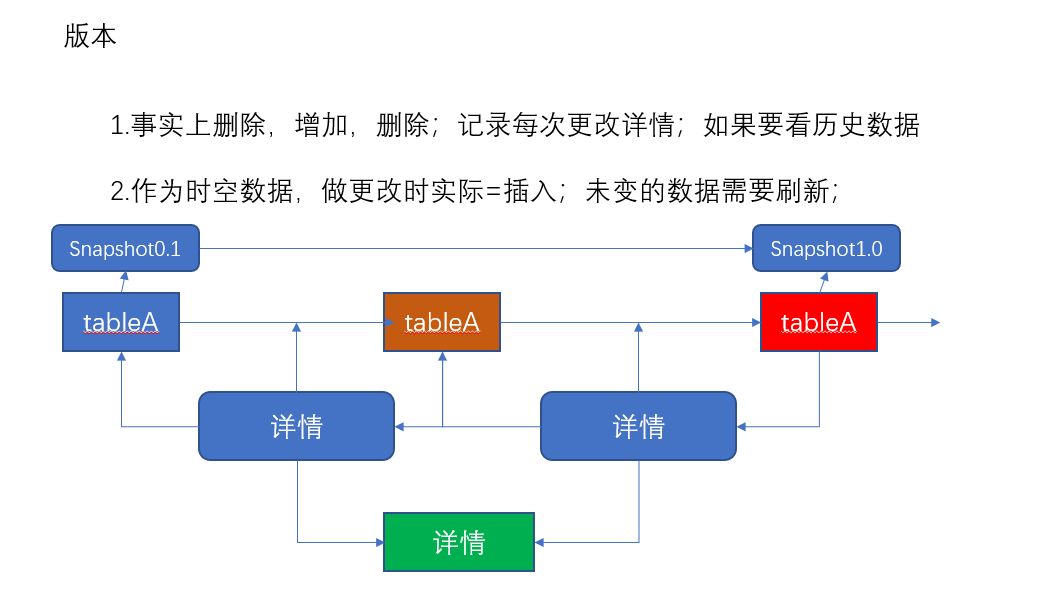 版本
1.事实上删除，增加，删除；记录每次更改详情；如果要看历史数据
2.作为时空数据，做更改时实际=插入；未变的数据需要刷新；
Snapshot0.1
Snapshot1.0
tableA
tableA
tableA
详情
详情
详情